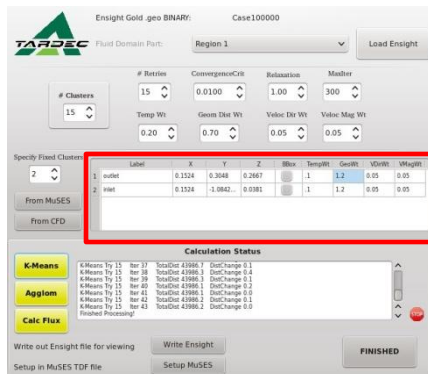 Ensight Gold .geo BINARY: Case100000
TARDEC
Fluid Domain Part: Region 1 Load Ensight
# Retries ConvergenceCrit Relaxation MaxIter
# Clusters 15 0.0100 1.00 300
15
Temp Wt Geom Dist Wt Veloc Dir Wt Veloc Mag Wt
0.20 0.70 0.05 0.05
Specify Fixed Clusters
2
From MuSES
From CFD
Label X Y Z BBox TempWt GeoWt VDirWt VMagWt
1 outlet 0.1524 0.3048 0.2667 .1 1.2 0.05 0.05
2 inlet 0.1524 -1.0842... 0.0381 .1 1.2 0.05 0.05
Calculation Status
K-Means
Agglom
Calc Flux
K-Means Try 15 Iter 37 TotalDist 43986.7 DistChange 0.1
K-Means Try 15 Iter 38 TotalDist 43986.3 DistChange 0.4
K-Means Try 15 Iter 39 TotalDist 43986.3 DistChange 0.1
K-Means Try 15 Iter 40 TotalDist 43986.1 DistChange 0.2
K-Means Try 15 Iter 41 TotalDist 43986.1 DistChange 0.0
K-Means Try 15 Iter 42 TotalDist 43986.2 DistChange 0.1
K-Means Try 15 Iter 43 TotalDist 43986.2 DistChange 0.0
Finished Processing!
STOP
Write out Ensight file for viewing Write Ensight
FINISHED
Setup in MuSES TDF file Setup MuSES